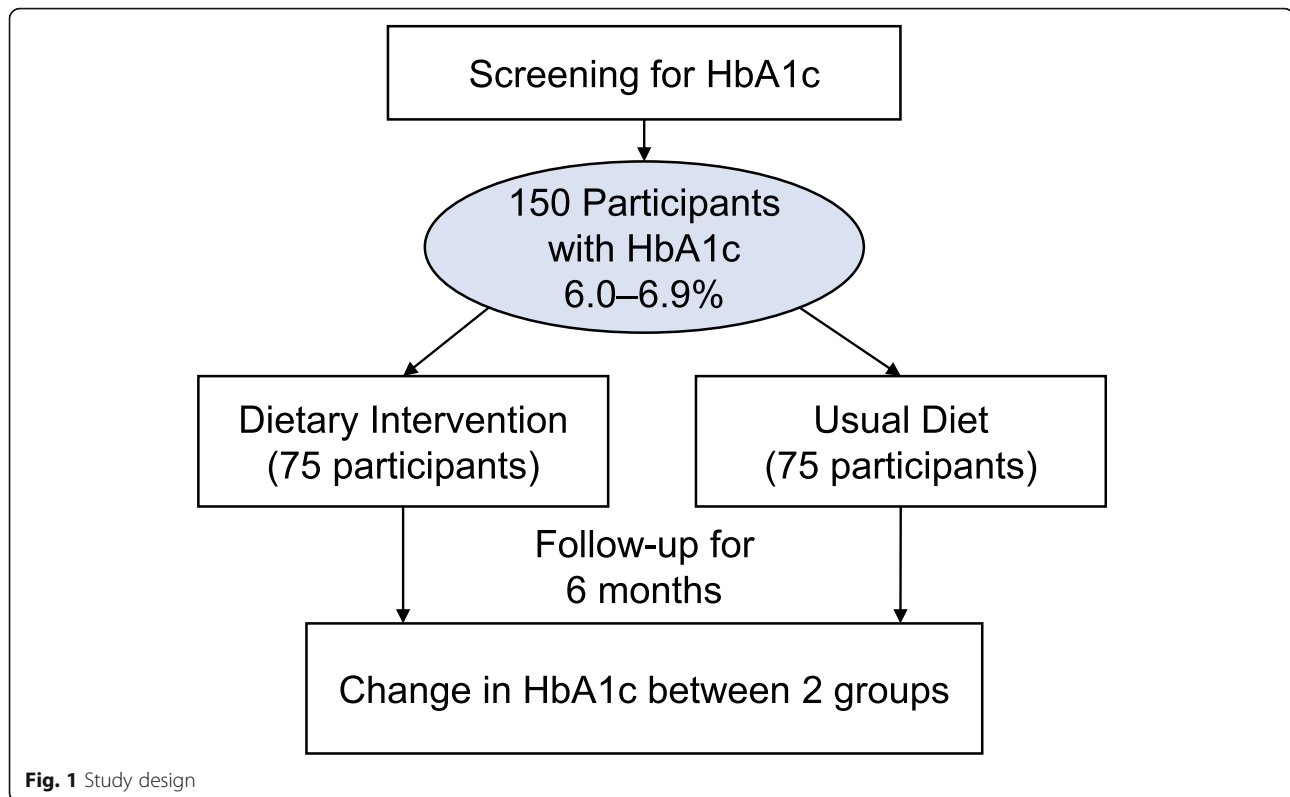 Screening for HbA1c
150 Participants
with HbA1c
6.0–6.9%
Dietary Intervention
(75 participants)
Usual Diet
(75 participants)
Follow-up for
6 months
Change in HbA1c between 2 groups
Fig. 1 Study design